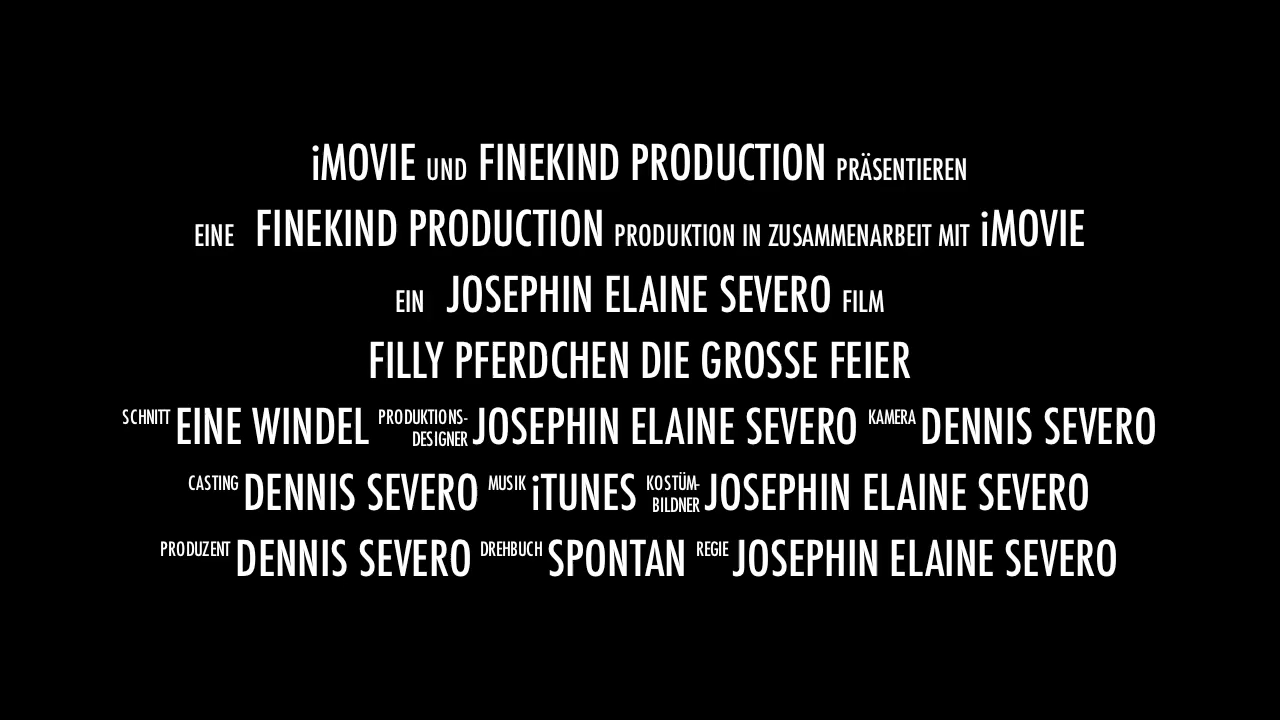 iMOVIE UND FINEKIND PRODUCTION PRÄSENTIEREN
EINE FINEKIND PRODUCTION PRODUKTION IN ZUSAMMENARBEIT MIT iMOVIE
EIN JOSEPHIN ELAINE SEVERO FILM
FILLY PFERDCHEN DIE GROSSE FEIER
SCHNITT EINE WINDEL PRODUKTIONS-DESIGNER JOSEPHIN ELAINE SEVERO KAMERA DENNIS SEVERO
CASTING DENNIS SEVERO MUSIK iTUNES KOSTÜM-BILDNER JOSEPHIN ELAINE SEVERO
PRODUZENT DENNIS SEVERO DREHBUCH SPONTAN REGIE JOSEPHIN ELAINE SEVERO